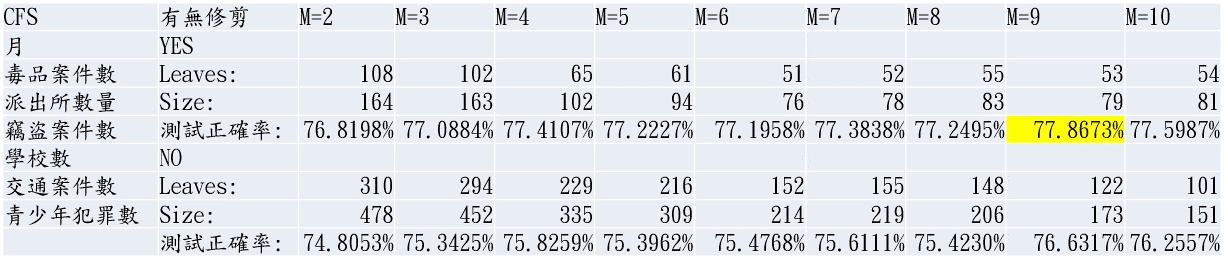 CFS 有無修剪 M=2 M=3 M=4 M=5 M=6 M=7 M=8 M=9 M=10
月 YES
毒品案件數 Leaves: 108 102 65 61 51 52 55 53 54
派出所數量 Size: 164 163 102 94 76 78 83 79 81
竊盜案件數 測試正確率: 76.8198% 77.0884% 77.4107% 77.2227% 77.1958% 77.3838% 77.2495% 77.8673% 77.5987%
學校數 NO
交通案件數 Leaves: 310 294 229 216 152 155 148 122 101
青少年犯罪數 Size: 478 452 335 309 214 219 206 173 151
測試正確率: 74.8053% 75.3425% 75.8259% 75.3962% 75.4768% 75.6111% 75.4230% 76.6317% 76.2557%